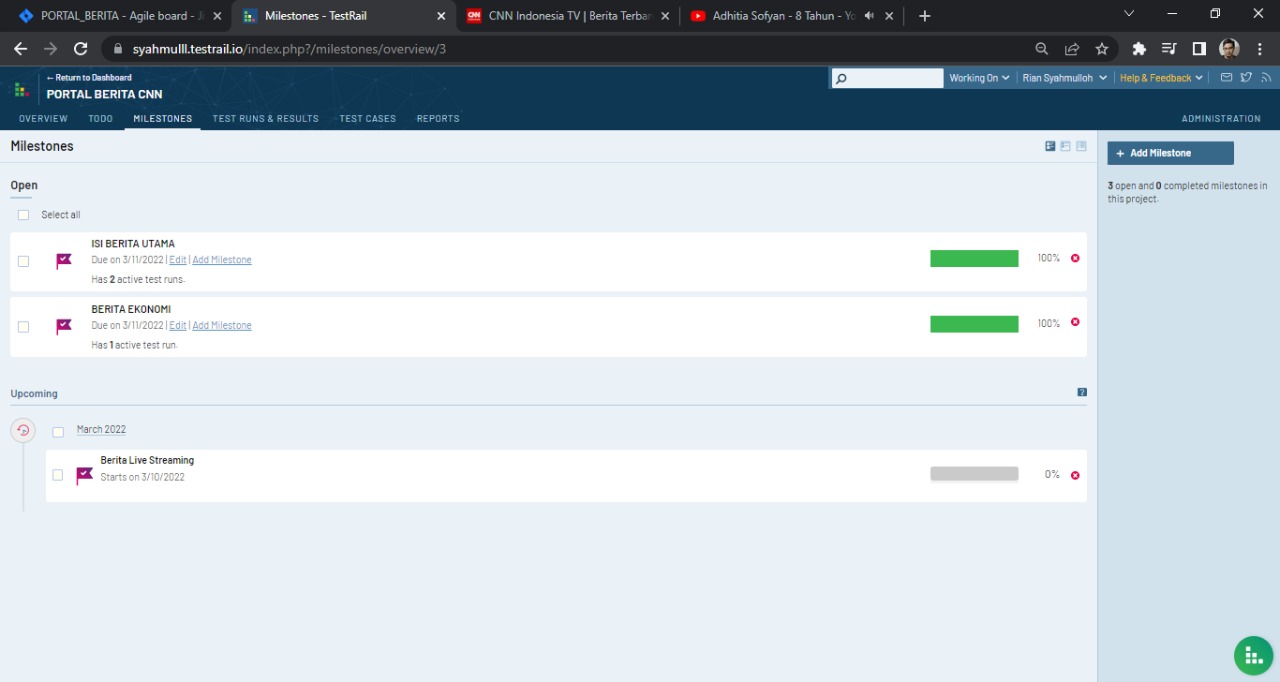 PORTAL_BERITA - Agile board - Ji
Milestones - TestRail
CNN Indonesia TV | Berita Terbar
Adhitia Sofyan - 8 Tahun - Yo
syahmulll.testrail.io/index.php?/milestones/overview/3
← Return to Dashboard
PORTAL BERITA CNN
Working On
Rian Syahmulloh
Help & Feedback
OVERVIEW
TODO
MILESTONES
TEST RUNS & RESULTS
TEST CASES
REPORTS
ADMINISTRATION
Milestones
+ Add Milestone
3 open and 0 completed milestones in
this project.
Open
Select all
ISI BERITA UTAMA
Due on 3/11/2022 | Edit | Add Milestone
Has 2 active test runs.
100%
BERITA EKONOMI
Due on 3/11/2022 | Edit | Add Milestone
Has 1 active test run.
100%
Upcoming
?
March 2022
Berita Live Streaming
Starts on 3/10/2022
0%